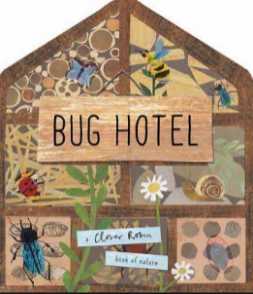 BUG HOTEL
a Clover Robin
book of nature